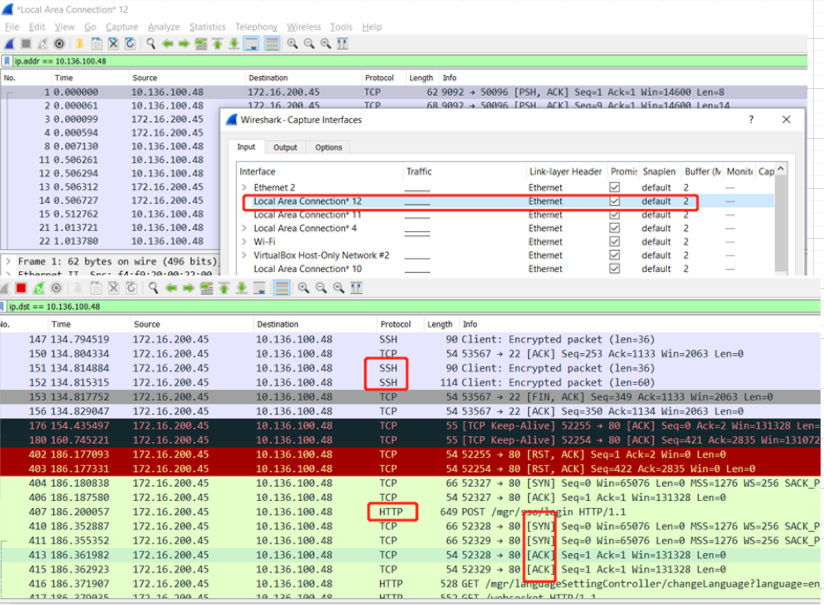 *Local Area Connection* 12
File Edit View Go Capture Analyze Statistics Telephony Wireless Tools Help
ip.addr == 10.136.100.48
No. Time Source Destination Protocol Length Info
1 0.000000 10.136.100.48 172.16.200.45 TCP 62 9092 → 50096 [PSH, ACK] Seq=1 Ack=1 Win=14600 Len=8
2 0.000061 10.136.100.48 172.16.200.45 TCP 68 9092 → 50096 [PSH, ACK] Seq=9 Ack=1 Win=14600 Len=14
3 0.000099 172.16.200.45
4 0.000594 172.16.200.45
8 0.007130 10.136.100.48
11 0.506261 10.136.100.48
12 0.506294 10.136.100.48
13 0.506312 172.16.200.45
14 0.506727 172.16.200.45
15 0.512762 10.136.100.48
21 1.013721 10.136.100.48
22 1.013780 10.136.100.48
Wireshark · Capture Interfaces
? ×
Input Output Options
Interface Traffic Link-layer Header Promis Snaplen Buffer (M Monito Cap
Ethernet 2 Ethernet default 2 —
Local Area Connection* 12 Ethernet default 2 —
Local Area Connection* 11 Ethernet default 2 —
Local Area Connection* 4 Ethernet default 2 —
Wi-Fi Ethernet default 2 —
VirtualBox Host-Only Network #2 Ethernet default 2 —
Local Area Connection* 10 Ethernet default 2 —
Frame 1: 62 bytes on wire (496 bits),
ip.dst == 10.136.100.48
No. Time Source Destination Protocol Length Info
147 134.794519 172.16.200.45 10.136.100.48 SSH 90 Client: Encrypted packet (len=36)
150 134.804334 172.16.200.45 10.136.100.48 TCP 54 53567 → 22 [ACK] Seq=253 Ack=1133 Win=2063 Len=0
151 134.814884 172.16.200.45 10.136.100.48 SSH 90 Client: Encrypted packet (len=36)
152 134.815315 172.16.200.45 10.136.100.48 SSH 114 Client: Encrypted packet (len=60)
153 134.817752 172.16.200.45 10.136.100.48 TCP 54 53567 → 22 [FIN, ACK] Seq=349 Ack=1133 Win=2063 Len=0
156 134.829047 172.16.200.45 10.136.100.48 TCP 54 53567 → 22 [ACK] Seq=350 Ack=1134 Win=2063 Len=0
176 154.435497 172.16.200.45 10.136.100.48 TCP 55 [TCP Keep-Alive] 52255 → 80 [ACK] Seq=0 Ack=2 Win=131328 Len=
180 160.745221 172.16.200.45 10.136.100.48 TCP 55 [TCP Keep-Alive] 52254 → 80 [ACK] Seq=421 Ack=2835 Win=131072
402 186.177093 172.16.200.45 10.136.100.48 TCP 54 52255 → 80 [RST, ACK] Seq=1 Ack=2 Win=0 Len=0
403 186.177331 172.16.200.45 10.136.100.48 TCP 54 52254 → 80 [RST, ACK] Seq=422 Ack=2835 Win=0 Len=0
404 186.180838 172.16.200.45 10.136.100.48 TCP 66 52327 → 80 [SYN] Seq=0 Win=65076 Len=0 MSS=1276 WS=256 SACK_P
406 186.187580 172.16.200.45 10.136.100.48 TCP 54 52327 → 80 [ACK] Seq=1 Ack=1 Win=131328 Len=0
407 186.200057 172.16.200.45 10.136.100.48 HTTP 649 POST /mgr/sso/login HTTP/1.1
410 186.352887 172.16.200.45 10.136.100.48 TCP 66 52328 → 80 [SYN] Seq=0 Win=65076 Len=0 MSS=1276 WS=256 SACK_P
411 186.355352 172.16.200.45 10.136.100.48 TCP 66 52329 → 80 [SYN] Seq=0 Win=65076 Len=0 MSS=1276 WS=256 SACK_P
413 186.361982 172.16.200.45 10.136.100.48 TCP 54 52328 → 80 [ACK] Seq=1 Ack=1 Win=131328 Len=0
415 186.362923 172.16.200.45 10.136.100.48 TCP 54 52329 → 80 [ACK] Seq=1 Ack=1 Win=131328 Len=0
416 186.371907 172.16.200.45 10.136.100.48 HTTP 528 GET /mgr/languageSettingController/changeLanguage?language=en_
417 186.379035 172.16.200.45 10.136.100.48 HTTP 552 GET /websocket HTTP/1.1